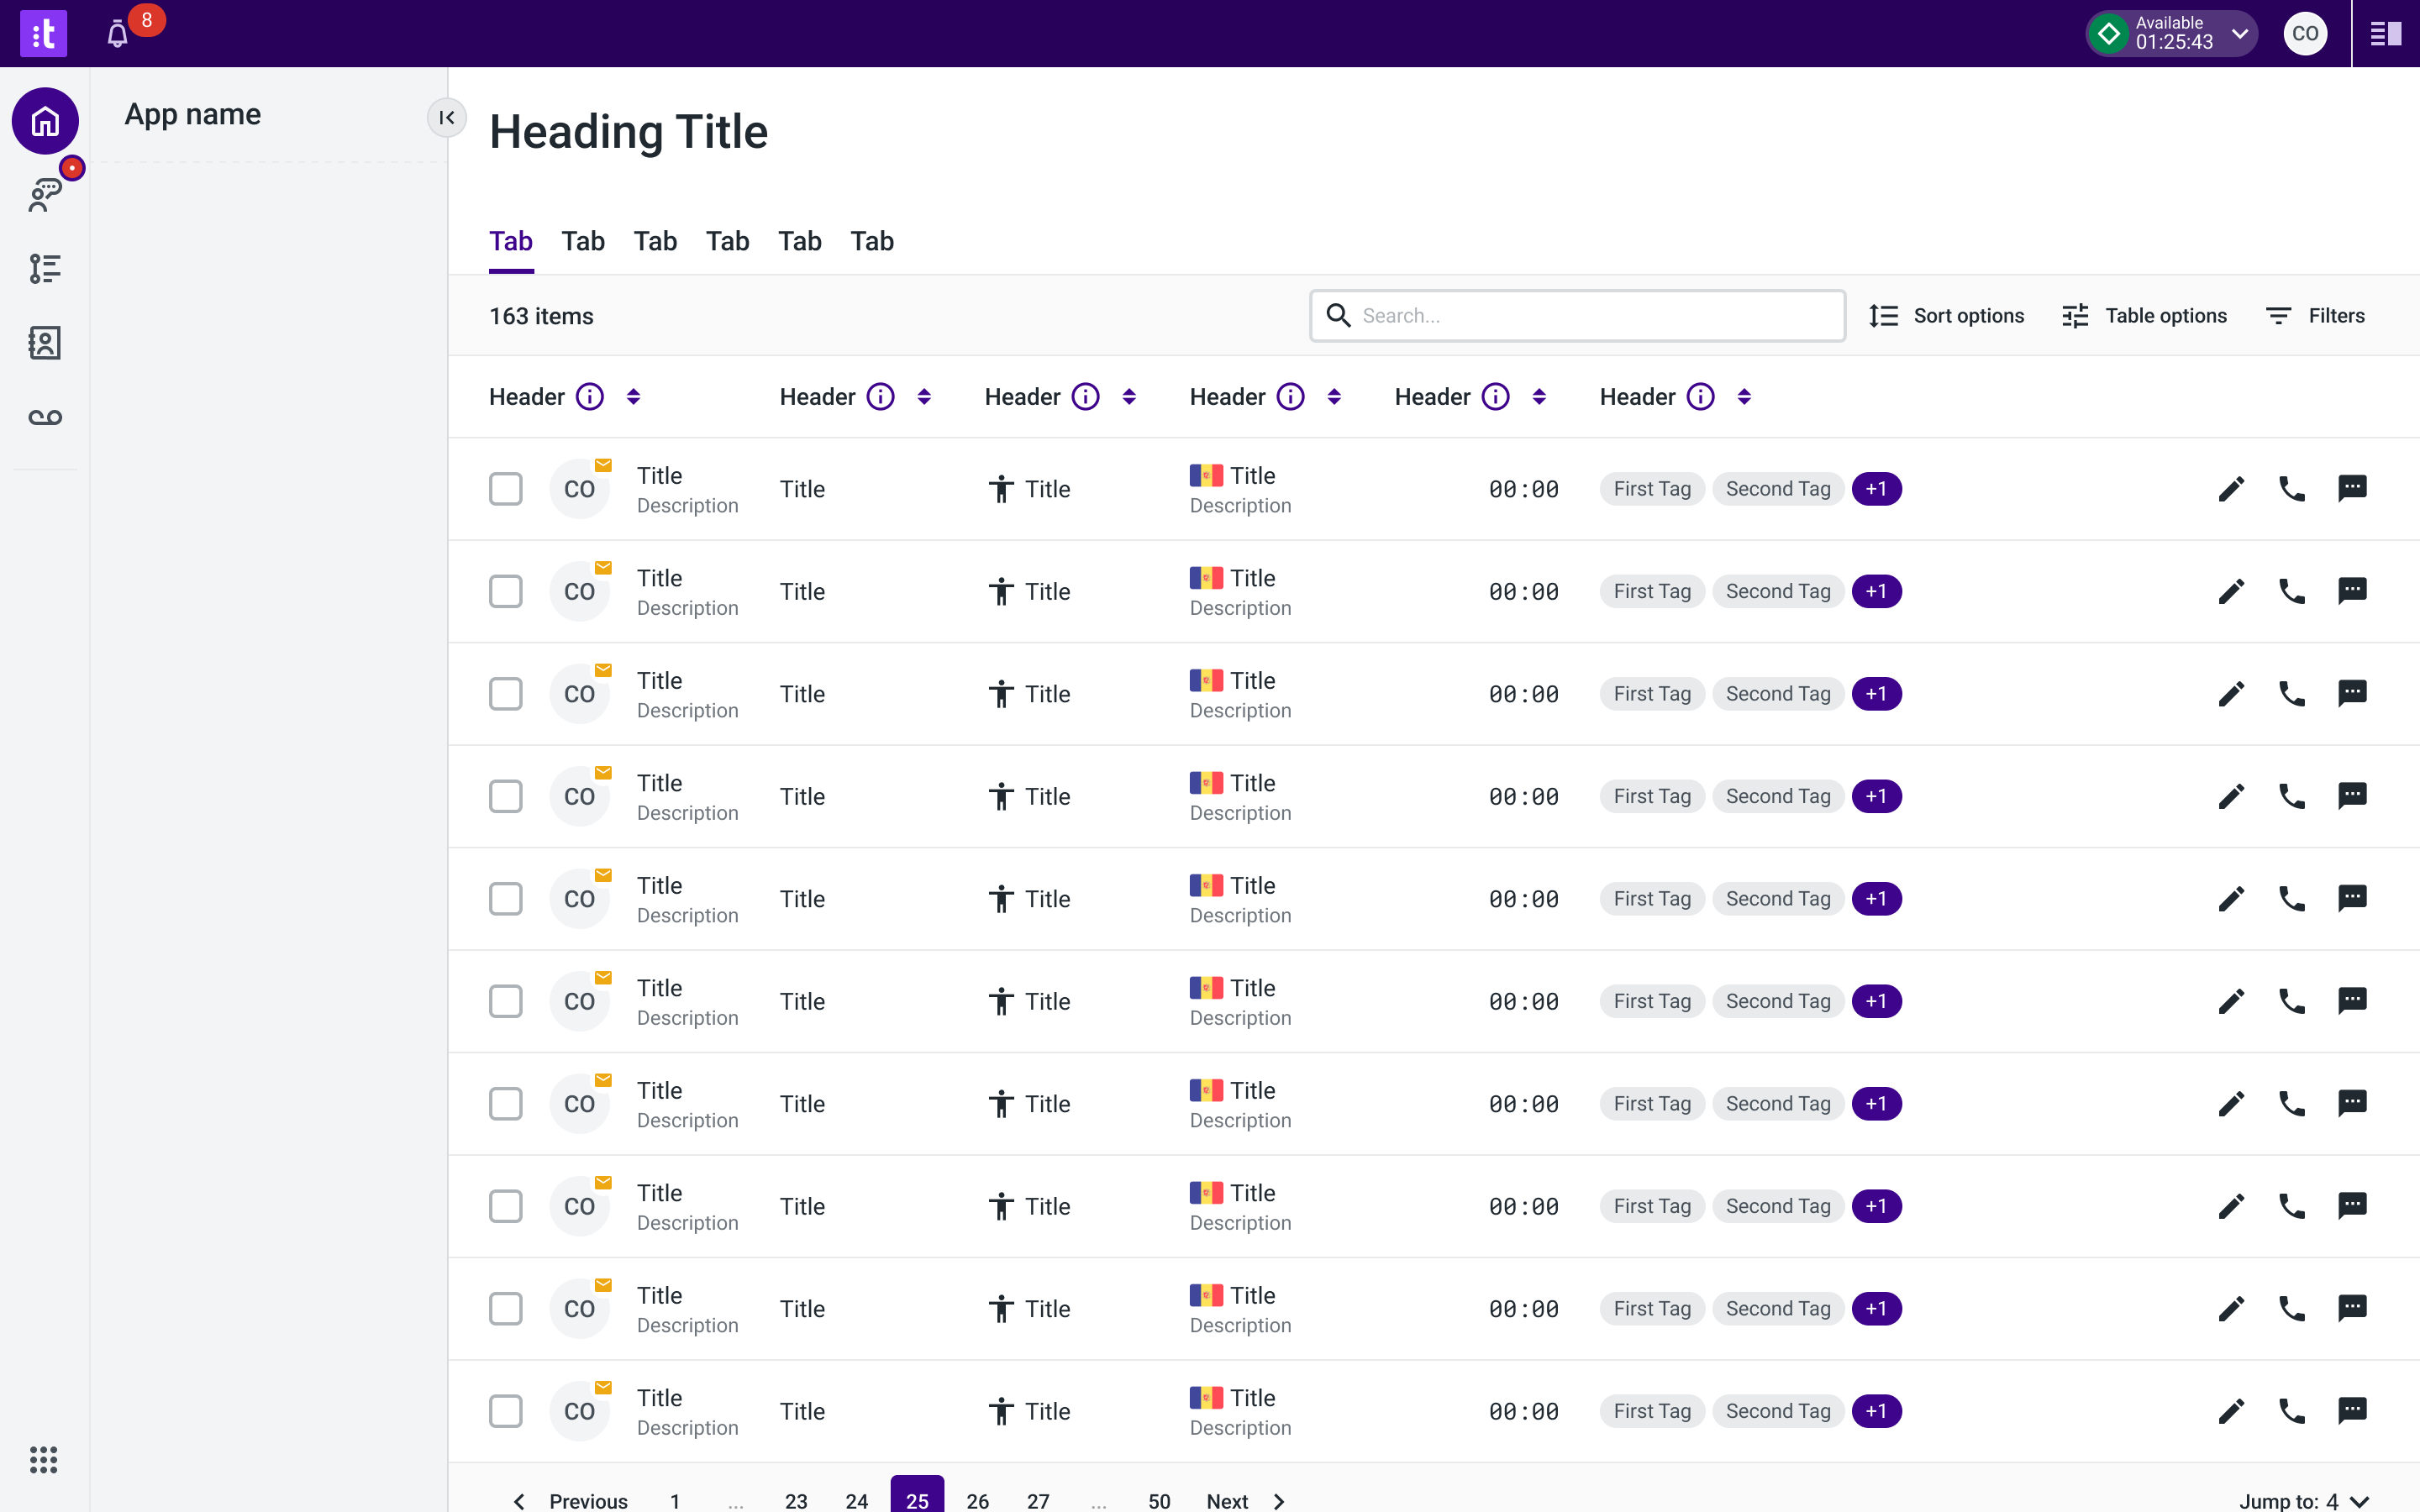 :t
8
Available
01:25:43
CO
App name
Heading Title
Tab Tab Tab Tab Tab Tab
163 items
Search...
Sort options
Table options
Filters
Header Header Header Header Header Header
CO Title Title Title Title 00:00 First Tag Second Tag +1
Description Description
CO Title Title Title Title 00:00 First Tag Second Tag +1
Description Description
CO Title Title Title Title 00:00 First Tag Second Tag +1
Description Description
CO Title Title Title Title 00:00 First Tag Second Tag +1
Description Description
CO Title Title Title Title 00:00 First Tag Second Tag +1
Description Description
CO Title Title Title Title 00:00 First Tag Second Tag +1
Description Description
CO Title Title Title Title 00:00 First Tag Second Tag +1
Description Description
CO Title Title Title Title 00:00 First Tag Second Tag +1
Description Description
CO Title Title Title Title 00:00 First Tag Second Tag +1
Description Description
CO Title Title Title Title 00:00 First Tag Second Tag +1
Description Description
Previous 1 ... 23 24 25 26 27 ... 50 Next
Jump to: 4